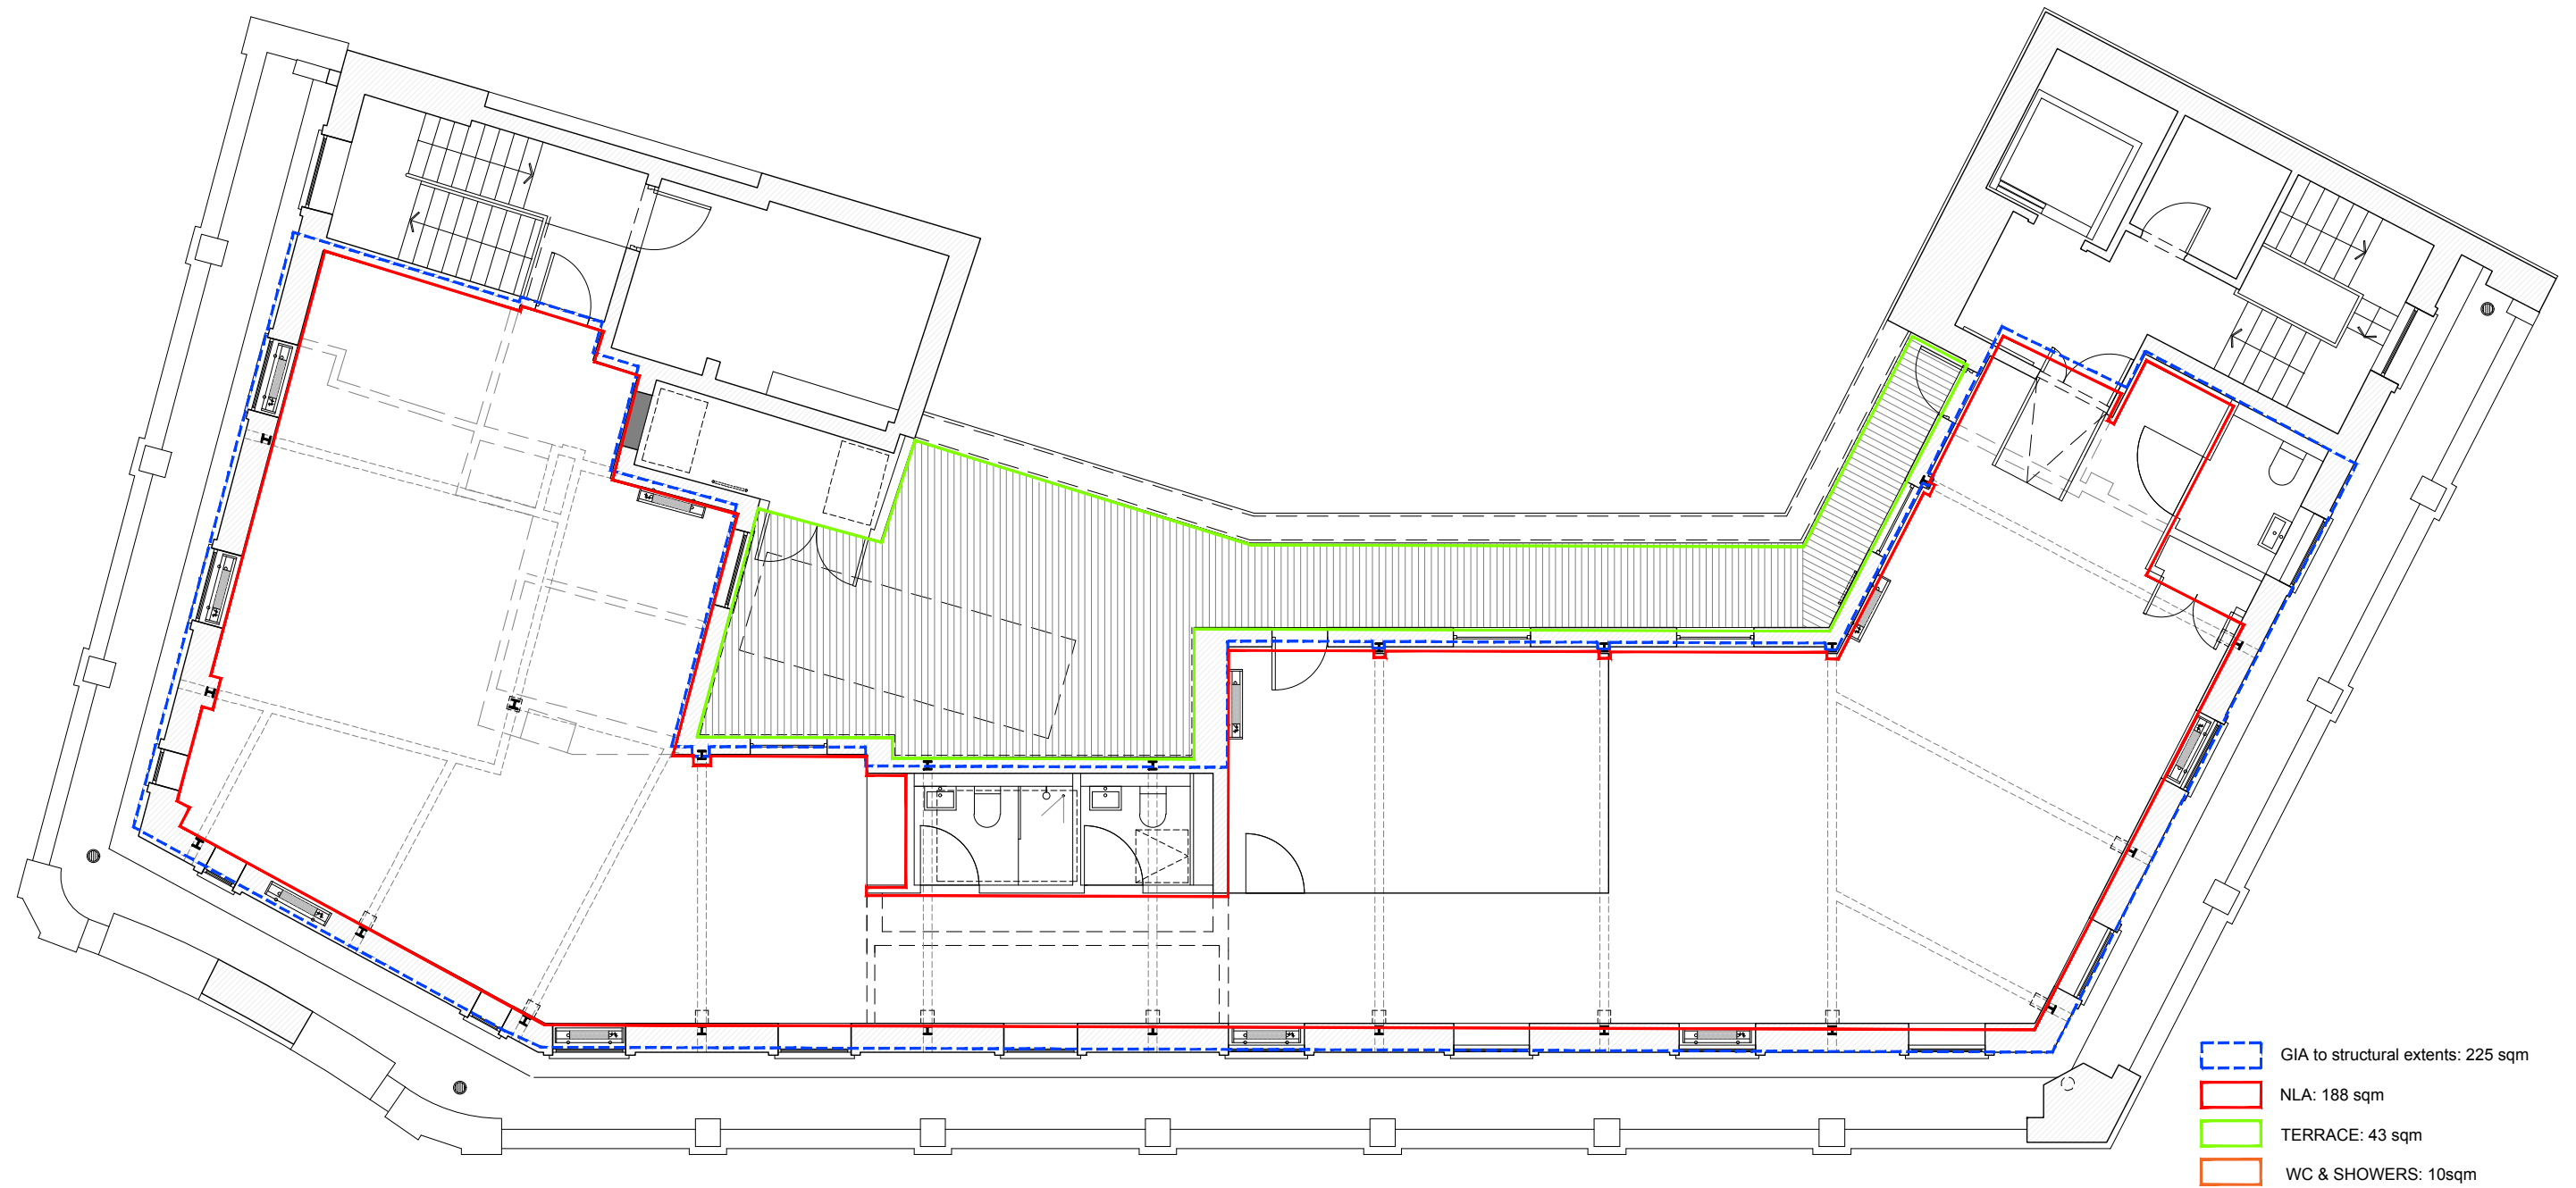 GIA to structural extents: 225 sqm
NLA: 188 sqm
TERRACE: 43 sqm
WC & SHOWERS: 10sqm